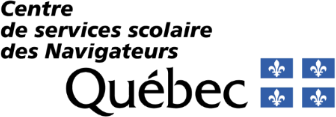 Centre
de services scolaire
des Navigateurs
Québec